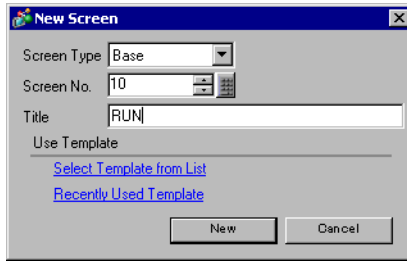 New Screen
Screen Type Base
Screen No. 10
Title RUN
Use Template
Select Template from List
Recently Used Template
New Cancel